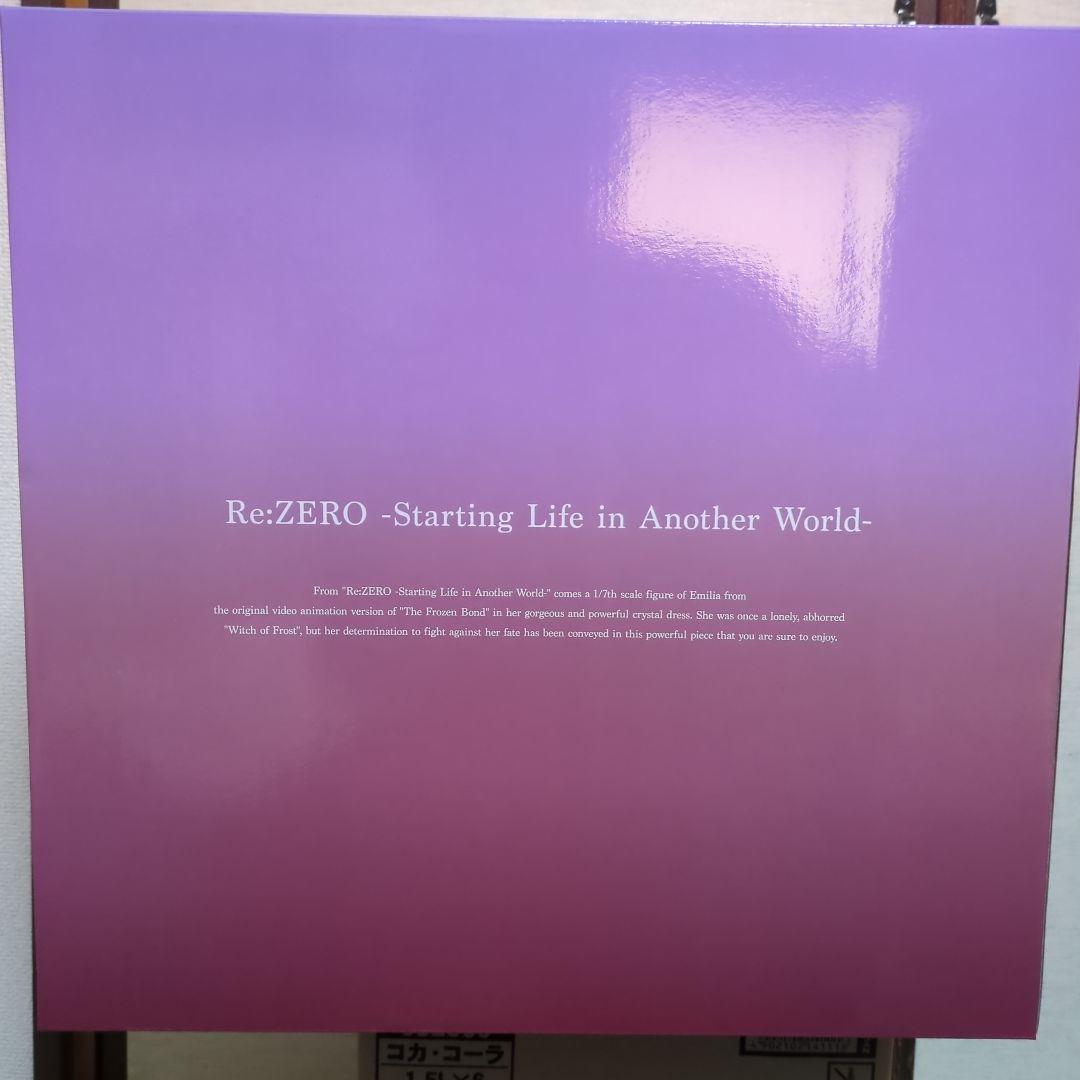 Re:ZERO -Starting Life in Another World-
From "Re:ZERO -Starting Life in Another World-" comes a 1/7th scale figure of Emilia from
the original video animation version of "The Frozen Bond" in her gorgeous and powerful crystal dress. She was once a lonely, abhorred
"Witch of Frost", but her determination to fight against her fate has been conveyed in this powerful piece that you are sure to enjoy.
コカ・コーラ